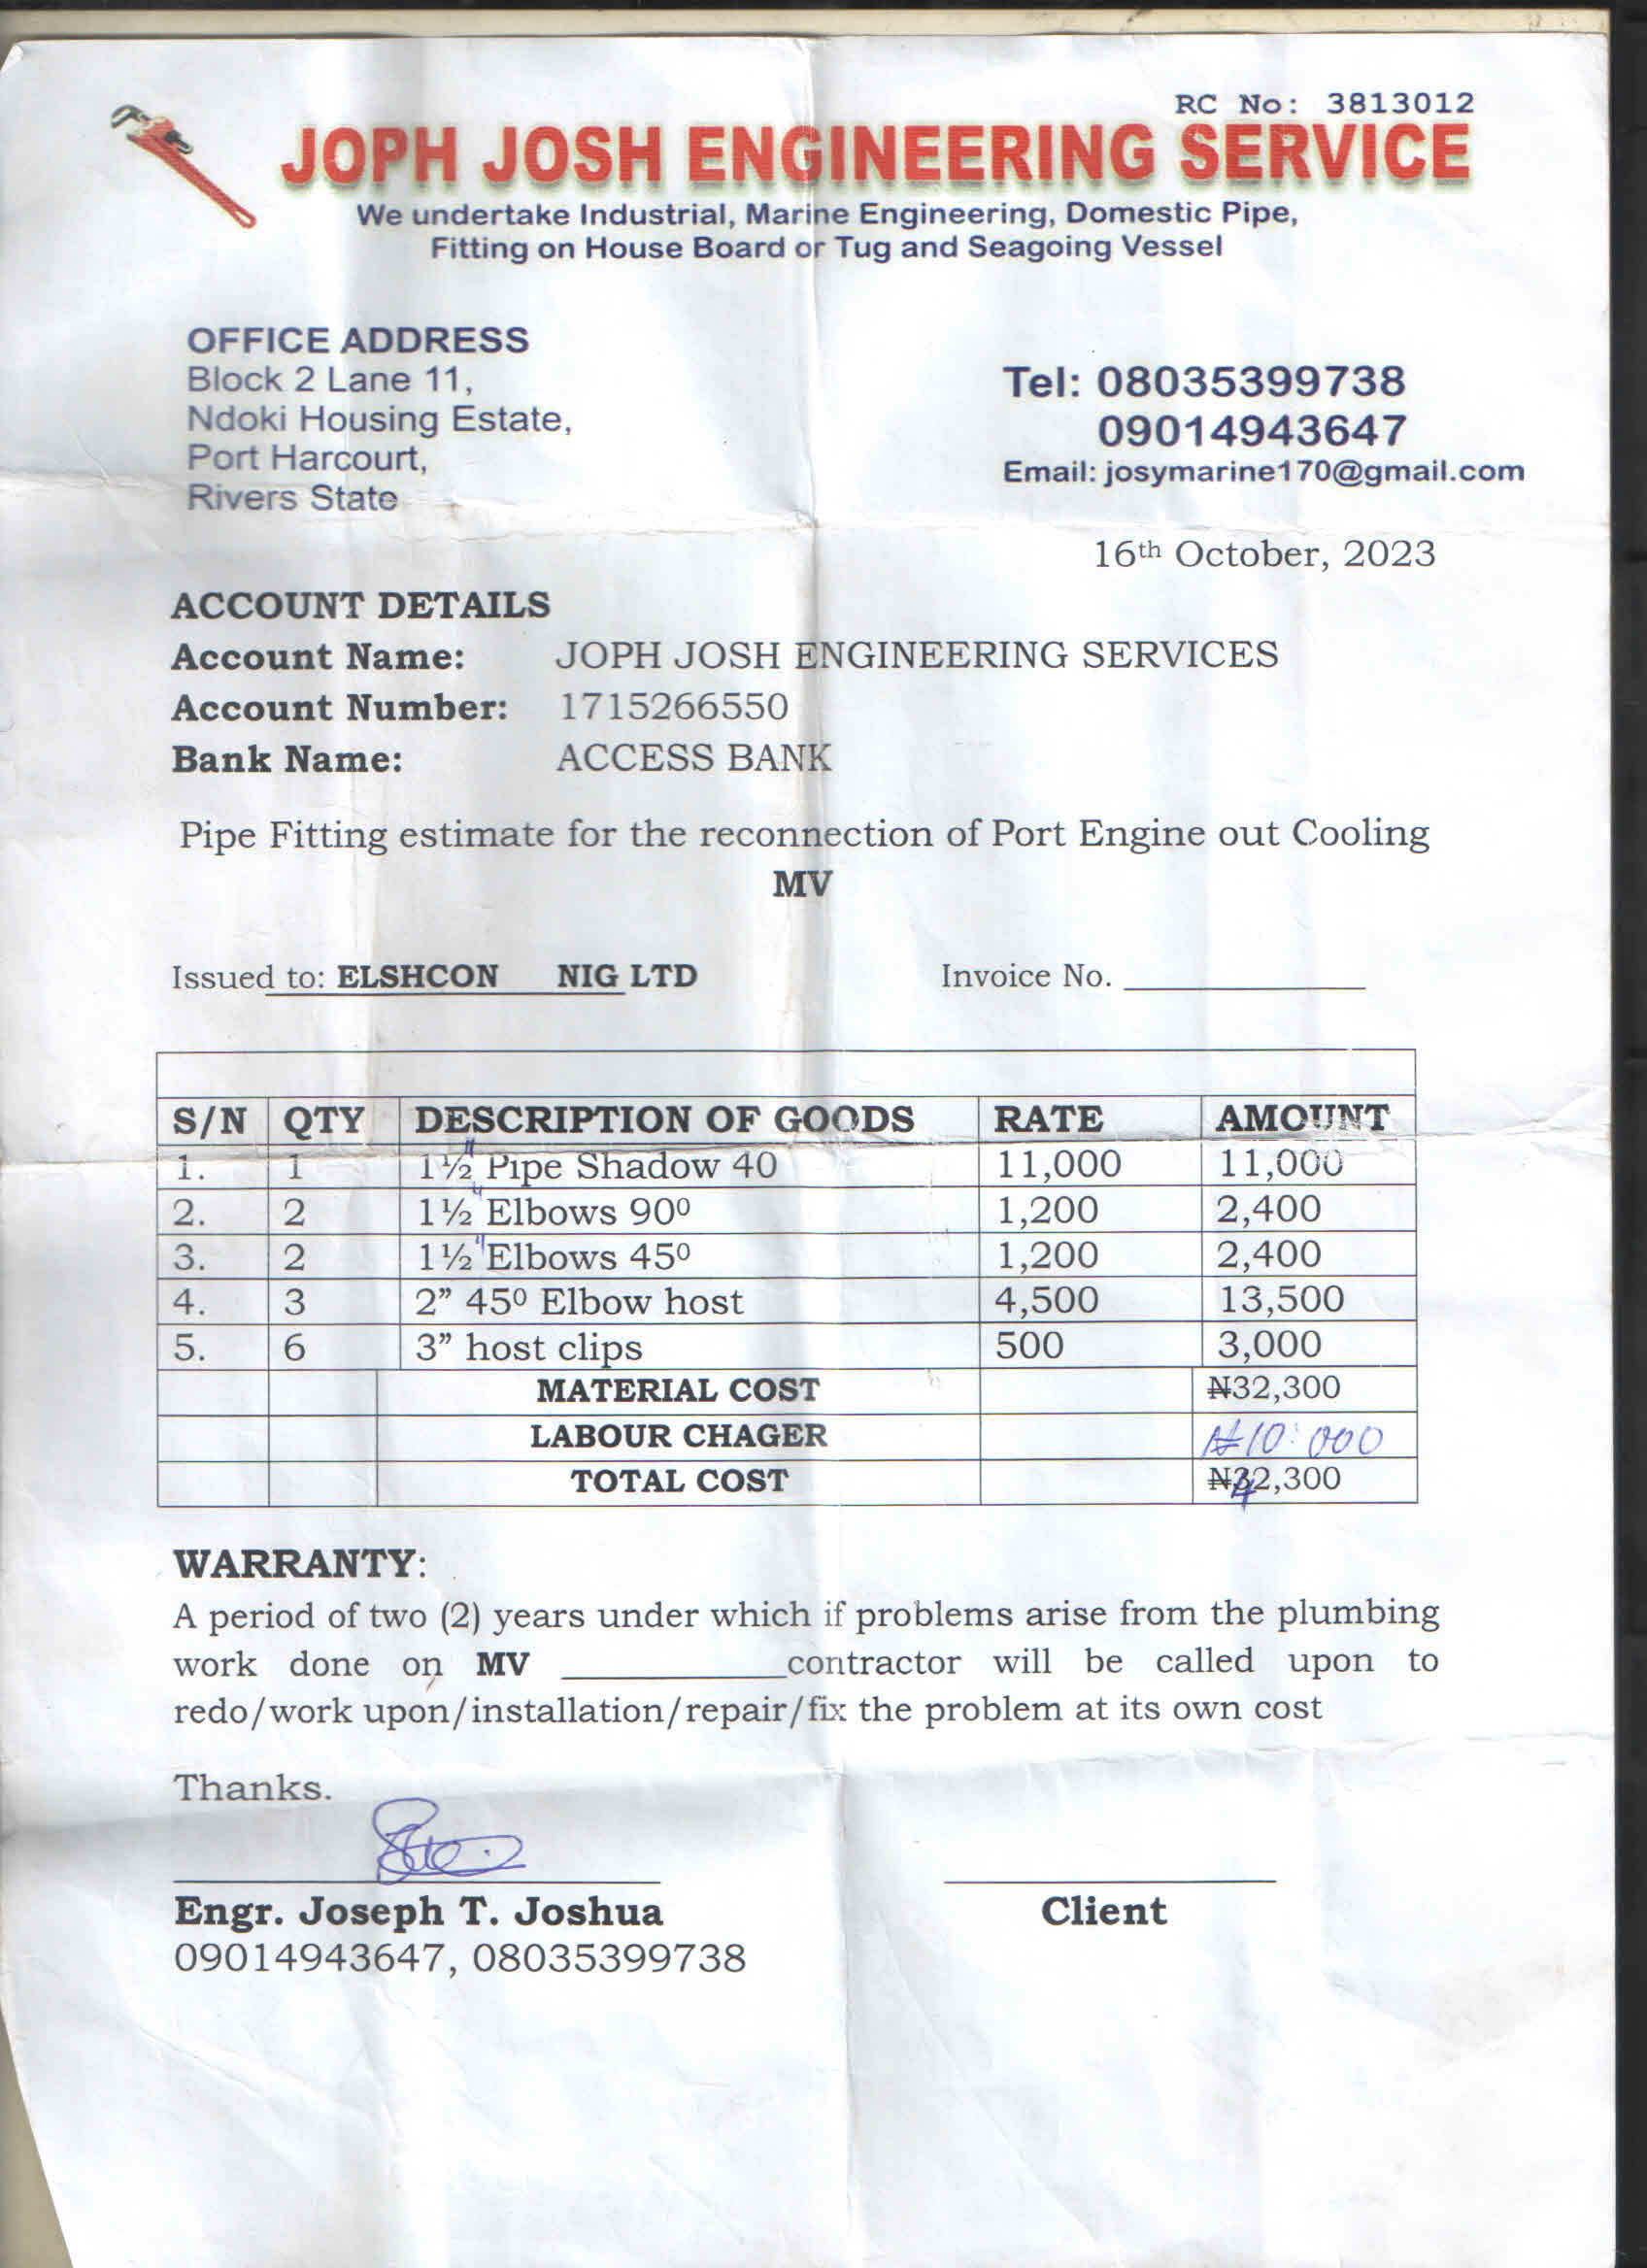 RC No: 3813012
JOPH JOSH ENGINEERING SERVICE
We undertake Industrial, Marine Engineering, Domestic Pipe,
Fitting on House Board or Tug and Seagoing Vessel
OFFICE ADDRESS
Block 2 Lane 11,
Ndoki Housing Estate,
Port Harcourt,
Rivers State
Tel: 08035399738
09014943647
Email: josymarine170@gmail.com
16th October, 2023
ACCOUNT DETAILS
Account Name: JOPH JOSH ENGINEERING SERVICES
Account Number: 1715266550
Bank Name: ACCESS BANK
Pipe Fitting estimate for the reconnection of Port Engine out Cooling
MV
Issued to: ELSHCON NIG LTD Invoice No. ____________
S/N QTY DESCRIPTION OF GOODS RATE AMOUNT
1. 1 1½" Pipe Shadow 40 11,000 11,000
2. 2 1½" Elbows 90⁰ 1,200 2,400
3. 2 1½" Elbows 45⁰ 1,200 2,400
4. 3 2” 45⁰ Elbow host 4,500 13,500
5. 6 3” host clips 500 3,000
MATERIAL COST ₦32,300
LABOUR CHAGER ₦10:000
TOTAL COST ₦42,300
WARRANTY:
A period of two (2) years under which if problems arise from the plumbing
work done on MV ____________contractor will be called upon to
redo/work upon/installation/repair/fix the problem at its own cost
Thanks.
Engr. Joseph T. Joshua Client
09014943647, 08035399738